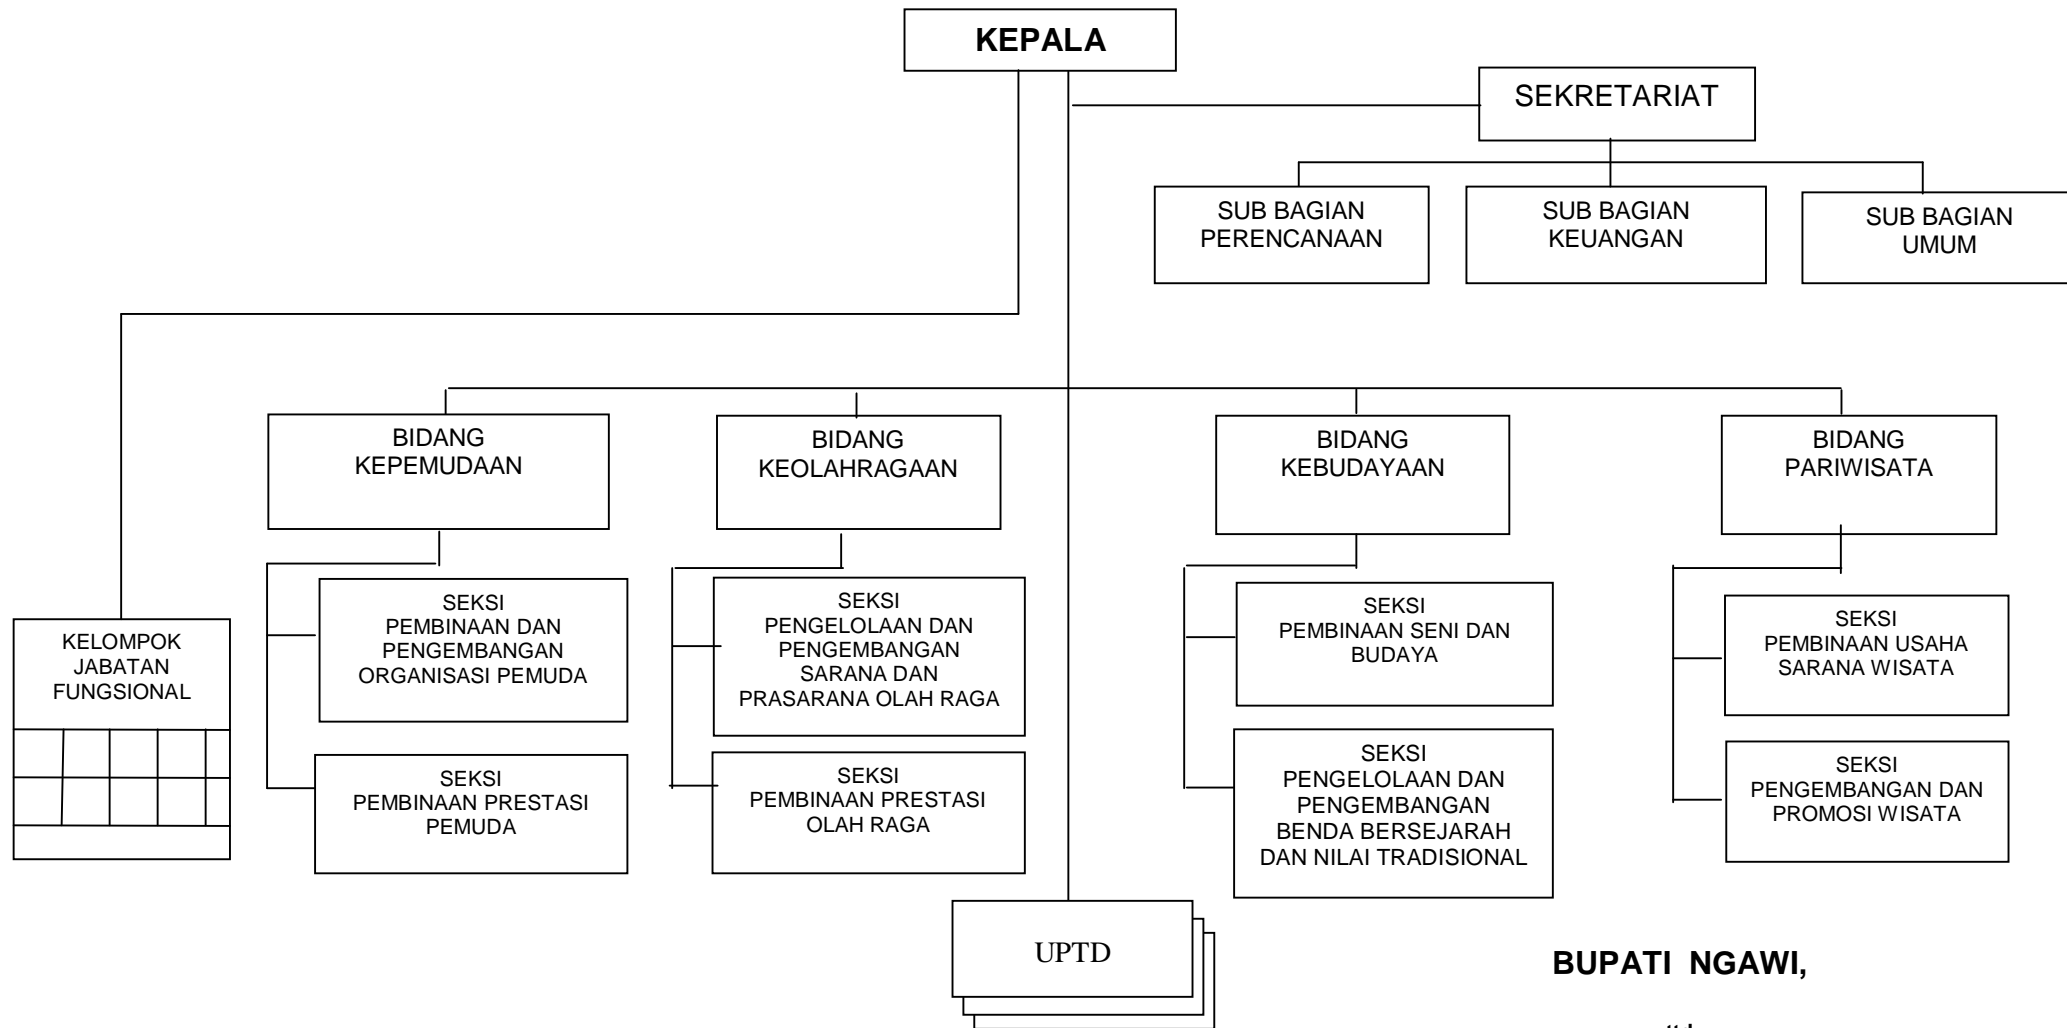 KEPALA
SEKRETARIAT
SUB BAGIAN
PERENCANAAN
SUB BAGIAN
KEUANGAN
SUB BAGIAN
UMUM
BIDANG
KEPEMUDAAN
BIDANG
KEOLAHRAGAAN
BIDANG
KEBUDAYAAN
BIDANG
PARIWISATA
KELOMPOK
JABATAN
FUNGSIONAL
SEKSI
PEMBINAAN DAN
PENGEMBANGAN
ORGANISASI PEMUDA
SEKSI
PENGELOLAAN DAN
PENGEMBANGAN
SARANA DAN
PRASARANA OLAH RAGA
SEKSI
PEMBINAAN SENI DAN
BUDAYA
SEKSI
PEMBINAAN USAHA
SARANA WISATA
SEKSI
PEMBINAAN PRESTASI
PEMUDA
SEKSI
PEMBINAAN PRESTASI
OLAH RAGA
SEKSI
PENGELOLAAN DAN
PENGEMBANGAN
BENDA BERSEJARAH
DAN NILAI TRADISIONAL
SEKSI
PENGEMBANGAN DAN
PROMOSI WISATA
UPTD
BUPATI NGAWI,